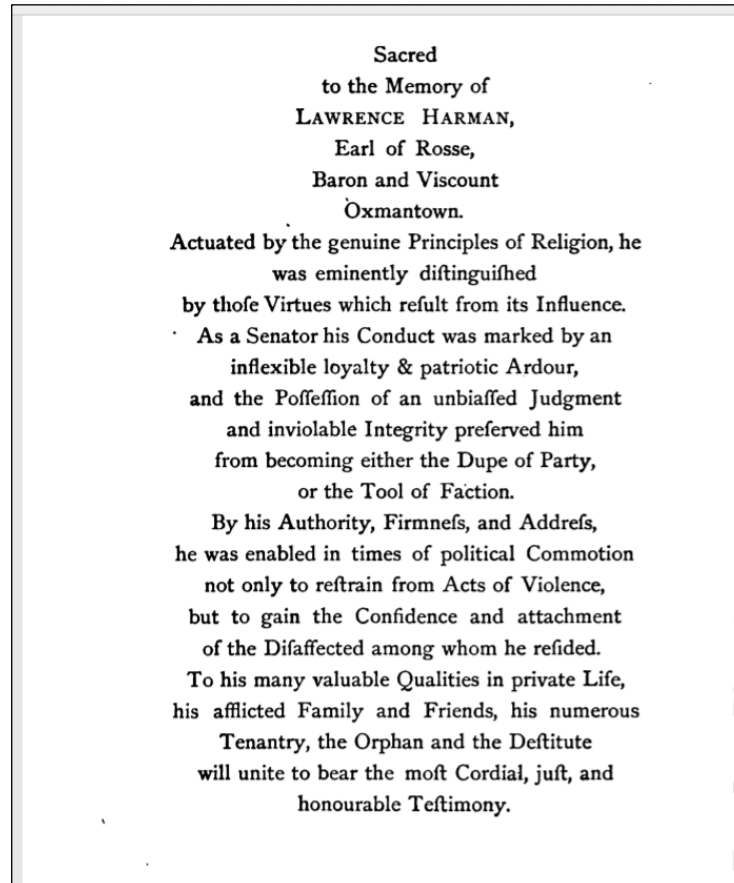 Sacred
to the Memory of
LAWRENCE HARMAN,
Earl of Rosse,
Baron and Viscount
Oxmantown.
Actuated by the genuine Principles of Religion, he
was eminently diſtinguiſhed
by thoſe Virtues which reſult from its Influence.
As a Senator his Conduct was marked by an
inflexible loyalty & patriotic Ardour,
and the Poſſeſſion of an unbiaſſed Judgment
and inviolable Integrity preſerved him
from becoming either the Dupe of Party,
or the Tool of Faction.
By his Authority, Firmneſs, and Addreſs,
he was enabled in times of political Commotion
not only to reſtrain from Acts of Violence,
but to gain the Confidence and attachment
of the Diſaffected among whom he reſided.
To his many valuable Qualities in private Life,
his afflicted Family and Friends, his numerous
Tenantry, the Orphan and the Deſtitute
will unite to bear the moſt Cordial, juſt, and
honourable Teſtimony.